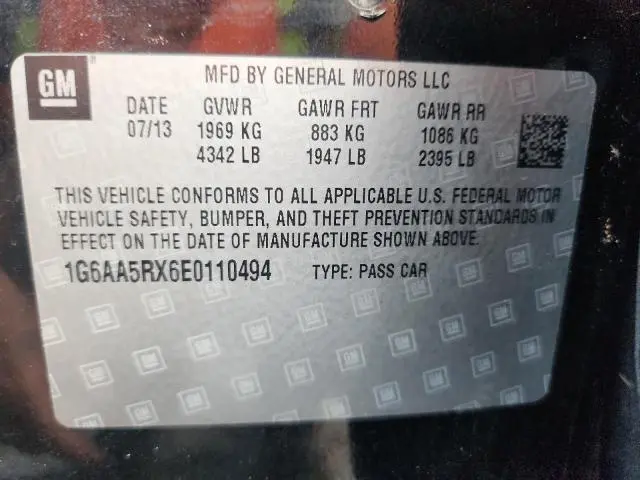 GM
MFD BY GENERAL MOTORS LLC
DATE GVWR GAWR FRT GAWR RR
07/13 1969 KG 883 KG 1086 KG
4342 LB 1947 LB 2395 LB
THIS VEHICLE CONFORMS TO ALL APPLICABLE U.S. FEDERAL MOTOR
VEHICLE SAFETY, BUMPER, AND THEFT PREVENTION STANDARDS IN
EFFECT ON THE DATE OF MANUFACTURE SHOWN ABOVE.
1G6AA5RX6E0110494 TYPE: PASS CAR